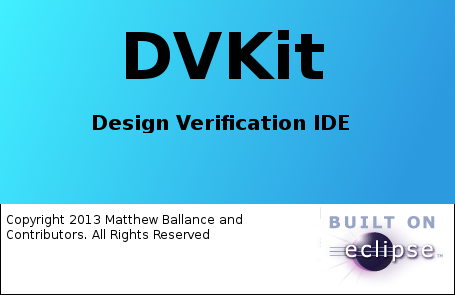 DVKit
Design Verification IDE
Copyright 2013 Matthew Ballance and
Contributors. All Rights Reserved
BUILT ON
eclipse™